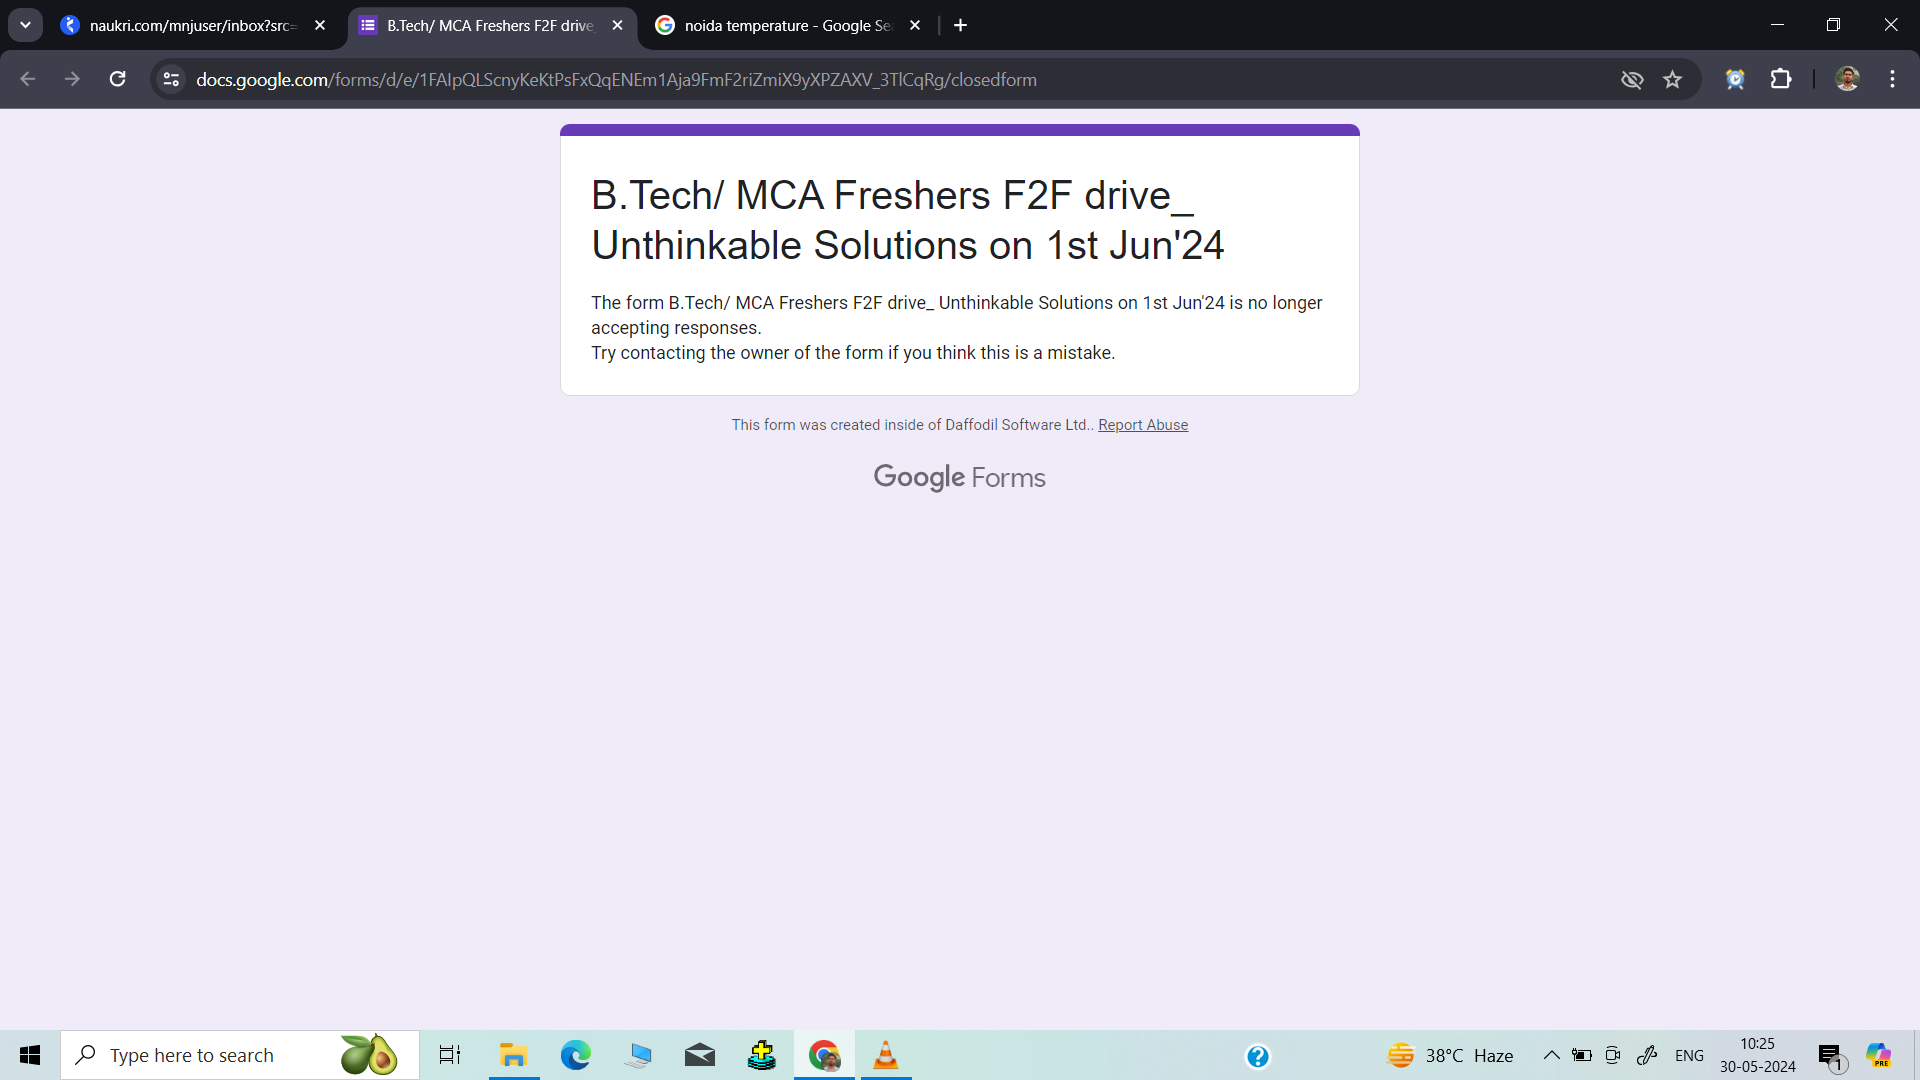 naukri.com/mnjuser/inbox?src=
B.Tech/ MCA Freshers F2F drive_
noida temperature - Google Se
docs.google.com/forms/d/e/1FAIpQLScnyKeKtPsFxQqENEm1Aja9FmF2riZmiX9yXPZAXV_3TlCqRg/closedform
B.Tech/ MCA Freshers F2F drive_
Unthinkable Solutions on 1st Jun'24
The form B.Tech/ MCA Freshers F2F drive_ Unthinkable Solutions on 1st Jun'24 is no longer
accepting responses.
Try contacting the owner of the form if you think this is a mistake.
This form was created inside of Daffodil Software Ltd.. Report Abuse
Google Forms
Type here to search
38°C Haze
ENG
10:25
30-05-2024
1
PRE